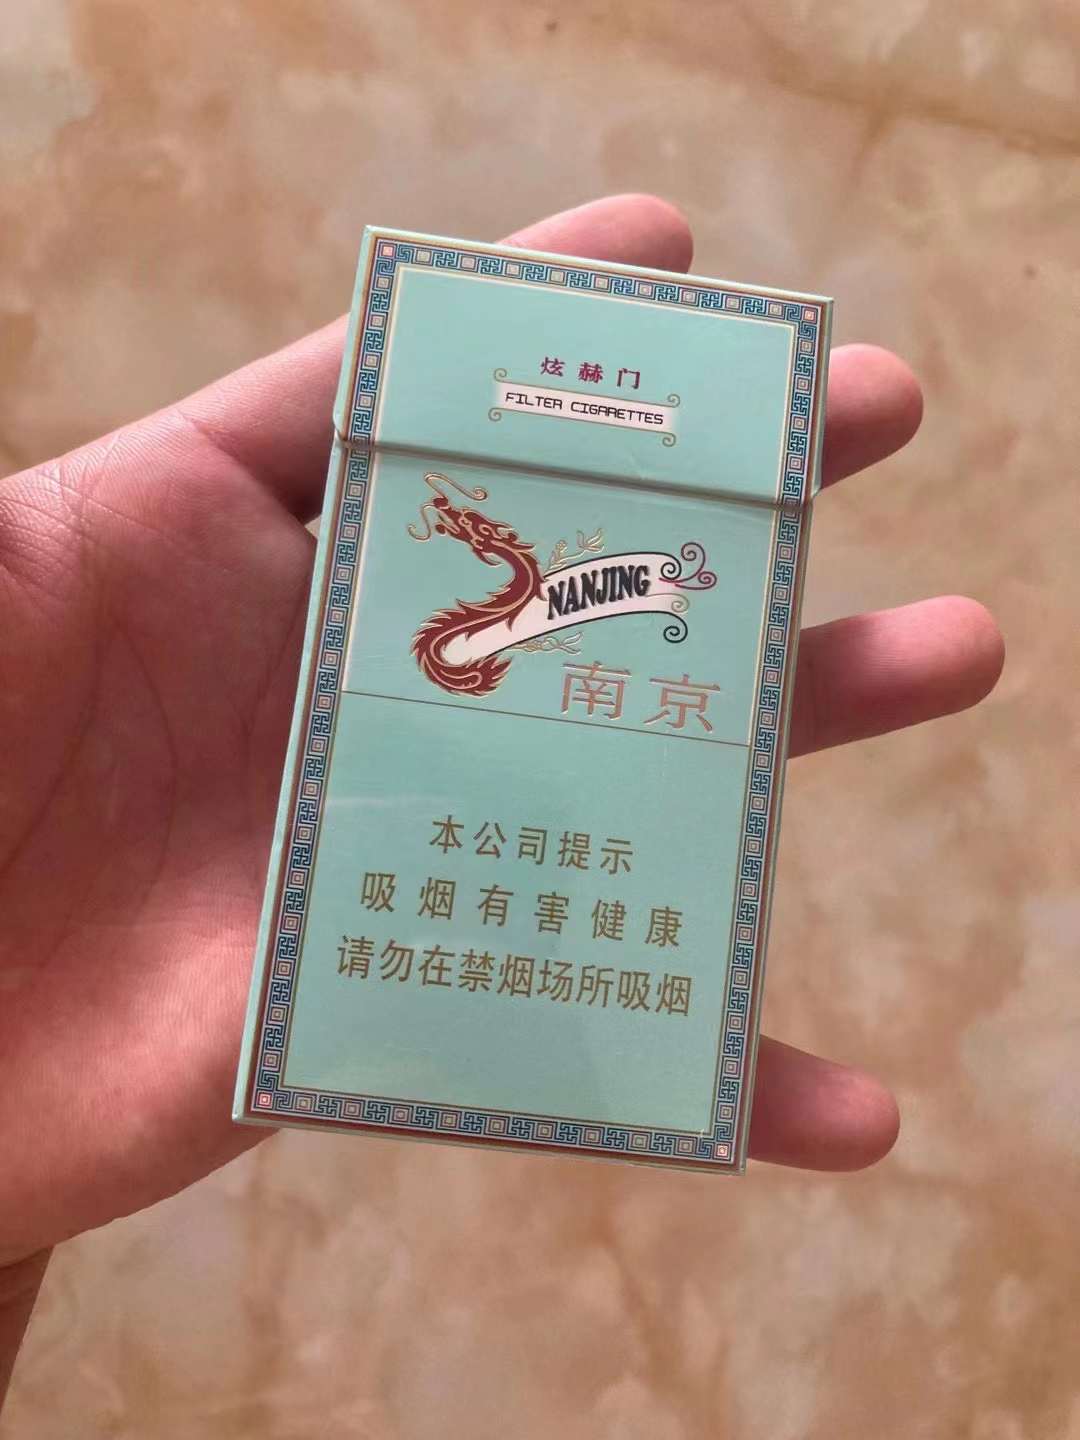 炫赫门
FILTER CIGARETTES
NANJING
南京
本公司提示
吸烟有害健康
请勿在禁烟场所吸烟